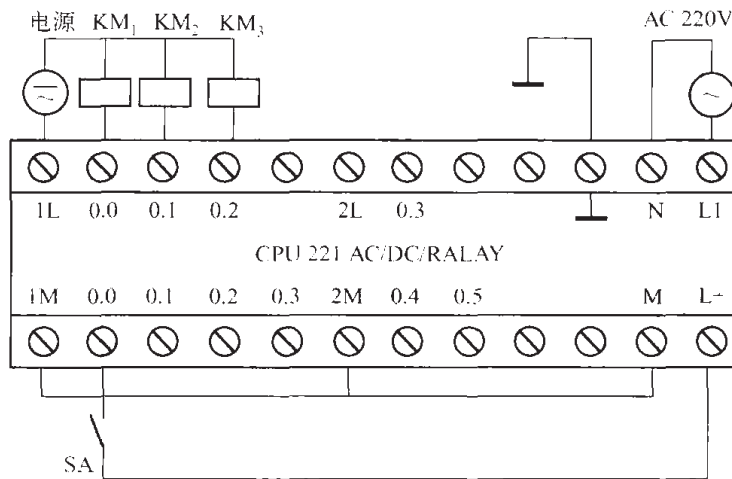 电源 KM₁ KM₂ KM₃ AC 220V
1L 0.0 0.1 0.2 2L 0.3 N L1
CPU 221 AC/DC/RALAY
1M 0.0 0.1 0.2 0.3 2M 0.4 0.5 M L+
SA